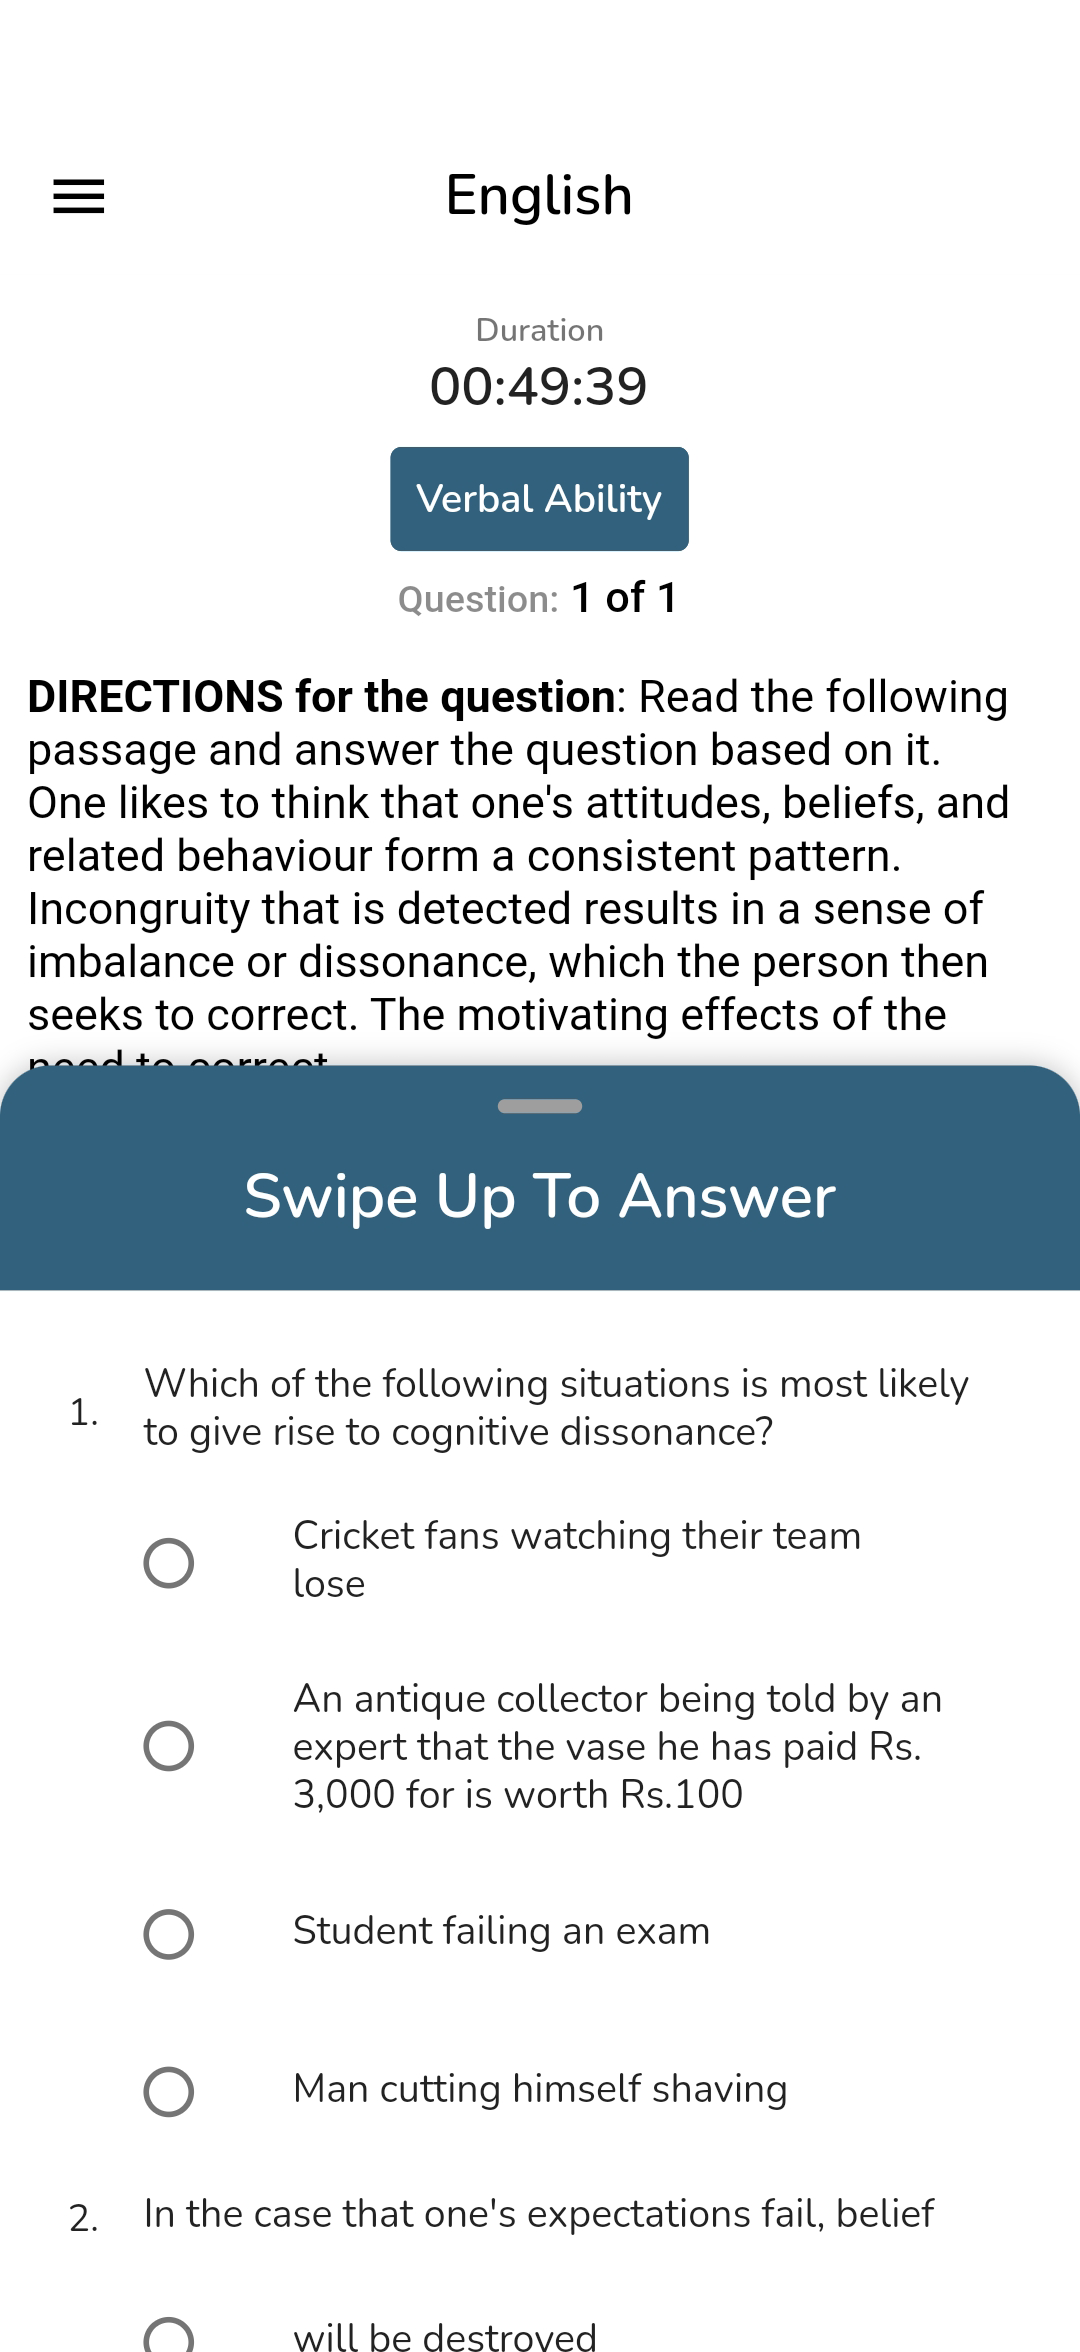 English
Duration
00:49:39
Verbal Ability
Question: 1 of 1
DIRECTIONS for the question: Read the following
passage and answer the question based on it.
One likes to think that one's attitudes, beliefs, and
related behaviour form a consistent pattern.
Incongruity that is detected results in a sense of
imbalance or dissonance, which the person then
seeks to correct. The motivating effects of the
need to correct
Swipe Up To Answer
1. Which of the following situations is most likely
to give rise to cognitive dissonance?
Cricket fans watching their team
lose
An antique collector being told by an
expert that the vase he has paid Rs.
3,000 for is worth Rs.100
Student failing an exam
Man cutting himself shaving
2. In the case that one's expectations fail, belief
will be destroyed